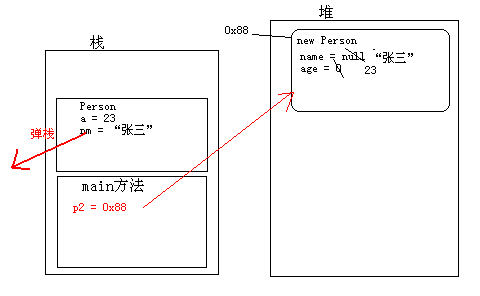 栈
Person
a = 23
nm = “张三”
弹栈
main方法
p2 = 0x88
堆
0x88
new Person
name = null “张三”
age = 0 23